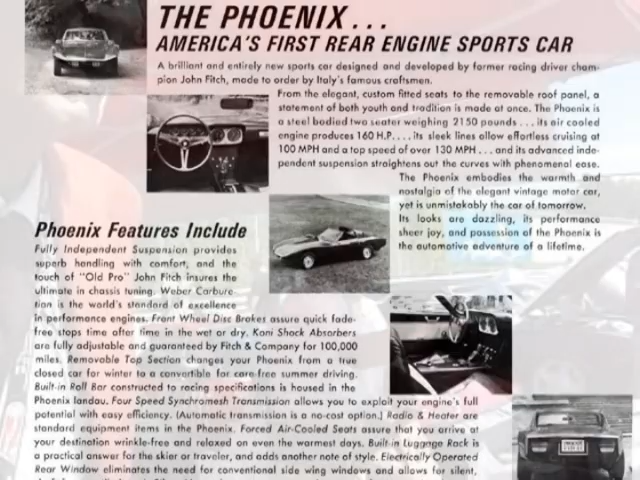 THE PHOENIX...
AMERICA'S FIRST REAR ENGINE SPORTS CAR
A brilliant and entirely new sports car designed and developed by former racing driver cham-
pion John Fitch, made to order by Italy's famous craftsmen.
From the elegant, custom fitted seats to the removable roof panel, a
statement of both youth and tradition is made at once. The Phoenix is
a steel bodied two seater weighing 2150 pounds... its air cooled
engine produces 160 H.P.... its sleek lines allow effortless cruising at
100 MPH and a top speed of over 130 MPH... and its advanced inde-
pendent suspension straightens out the curves with phenomenal ease.
The Phoenix embodies the warmth and
nostalgia of the elegant vintage motor car,
yet is unmistakably the car of tomorrow.
Its looks are dazzling, its performance
sheer joy, and possession of the Phoenix is
the automotive adventure of a lifetime.
Phoenix Features Include
Fully Independent Suspension provides
superb handling with comfort, and the
touch of "Old Pro" John Fitch insures the
ultimate in chassis tuning. Weber Carbure-
tion is the world's standard of excellence
in performance engines. Front Wheel Disc Brakes assure quick fade-
free stops time after time in the wet or dry. Koni Shock Absorbers
are fully adjustable and guaranteed by Fitch & Company for 100,000
miles. Removable Top Section changes your Phoenix from a true
closed car for winter to a convertible for care-free summer driving.
Built-in Roll Bar constructed to racing specifications is housed in the
Phoenix landau. Four Speed Synchromesh Transmission allows you to exploit your engine's full
potential with easy efficiency. (Automatic transmission is a no-cost option.) Radio & Heater are
standard equipment items in the Phoenix. Forced Air-Cooled Seats assure that you arrive at
your destination wrinkle-free and relaxed on even the warmest days. Built-in Luggage Rack is
a practical answer for the skier or traveler, and adds another note of style. Electrically Operated
Rear Window eliminates the need for conventional side wing windows and allows for silent,